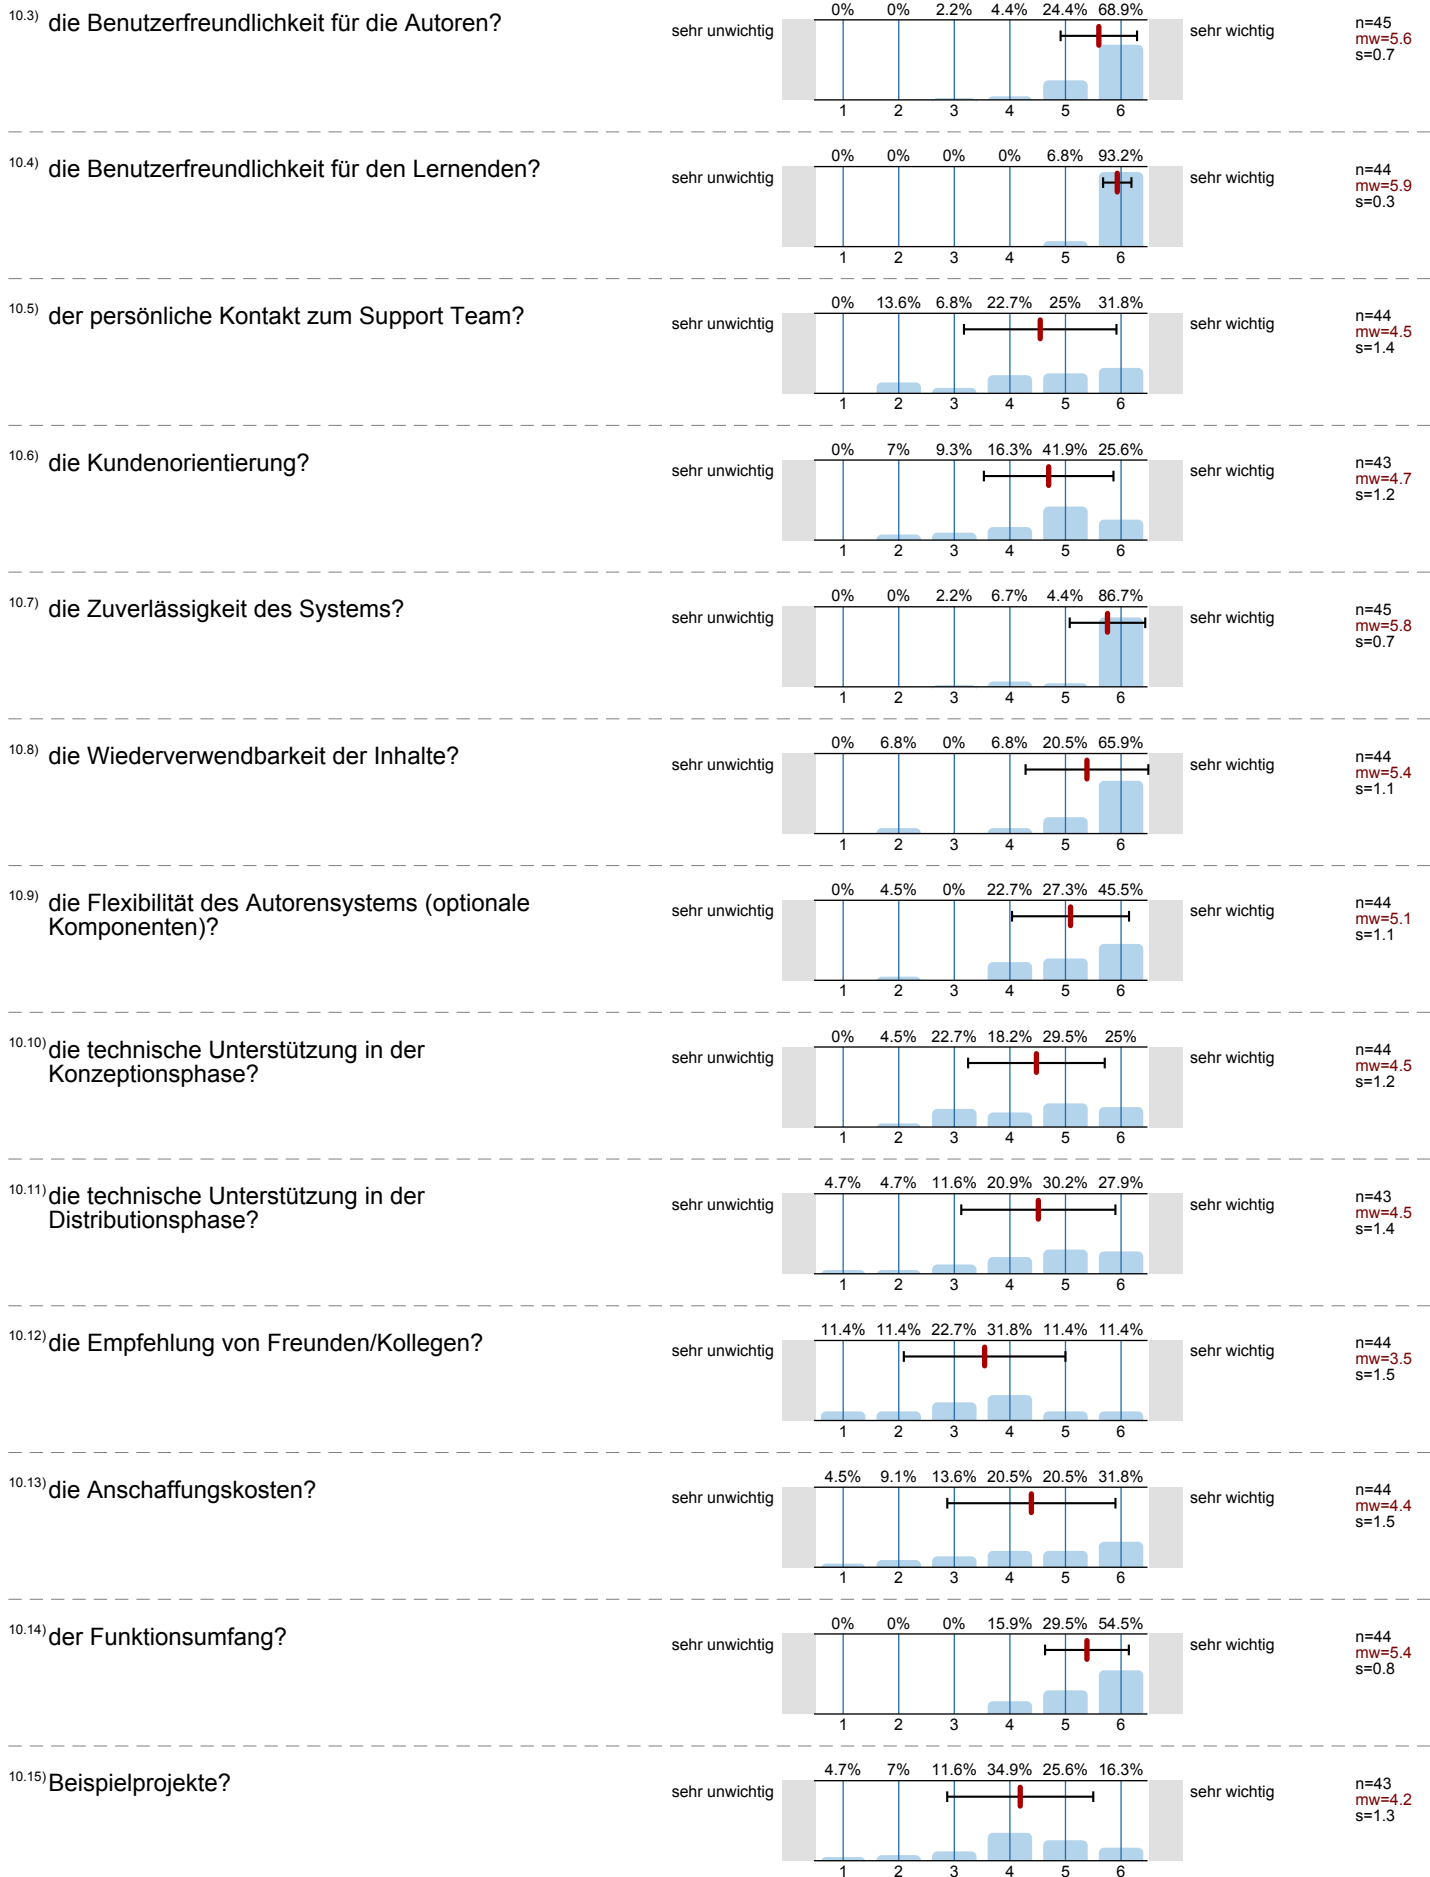 10.3) die Benutzerfreundlichkeit für die Autoren?
0% 0% 2.2% 4.4% 24.4% 68.9%
sehr unwichtig
sehr wichtig
n=45
mw=5.6
s=0.7
1 2 3 4 5 6
10.4) die Benutzerfreundlichkeit für den Lernenden?
0% 0% 0% 0% 6.8% 93.2%
sehr unwichtig
sehr wichtig
n=44
mw=5.9
s=0.3
1 2 3 4 5 6
10.5) der persönliche Kontakt zum Support Team?
0% 13.6% 6.8% 22.7% 25% 31.8%
sehr unwichtig
sehr wichtig
n=44
mw=4.5
s=1.4
1 2 3 4 5 6
10.6) die Kundenorientierung?
0% 7% 9.3% 16.3% 41.9% 25.6%
sehr unwichtig
sehr wichtig
n=43
mw=4.7
s=1.2
1 2 3 4 5 6
10.7) die Zuverlässigkeit des Systems?
0% 0% 2.2% 6.7% 4.4% 86.7%
sehr unwichtig
sehr wichtig
n=45
mw=5.8
s=0.7
1 2 3 4 5 6
10.8) die Wiederverwendbarkeit der Inhalte?
0% 6.8% 0% 6.8% 20.5% 65.9%
sehr unwichtig
sehr wichtig
n=44
mw=5.4
s=1.1
1 2 3 4 5 6
10.9) die Flexibilität des Autorensystems (optionale
Komponenten)?
0% 4.5% 0% 22.7% 27.3% 45.5%
sehr unwichtig
sehr wichtig
n=44
mw=5.1
s=1.1
1 2 3 4 5 6
10.10) die technische Unterstützung in der
Konzeptionsphase?
0% 4.5% 22.7% 18.2% 29.5% 25%
sehr unwichtig
sehr wichtig
n=44
mw=4.5
s=1.2
1 2 3 4 5 6
10.11) die technische Unterstützung in der
Distributionsphase?
4.7% 4.7% 11.6% 20.9% 30.2% 27.9%
sehr unwichtig
sehr wichtig
n=43
mw=4.5
s=1.4
1 2 3 4 5 6
10.12) die Empfehlung von Freunden/Kollegen?
11.4% 11.4% 22.7% 31.8% 11.4% 11.4%
sehr unwichtig
sehr wichtig
n=44
mw=3.5
s=1.5
1 2 3 4 5 6
10.13) die Anschaffungskosten?
4.5% 9.1% 13.6% 20.5% 20.5% 31.8%
sehr unwichtig
sehr wichtig
n=44
mw=4.4
s=1.5
1 2 3 4 5 6
10.14) der Funktionsumfang?
0% 0% 0% 15.9% 29.5% 54.5%
sehr unwichtig
sehr wichtig
n=44
mw=5.4
s=0.8
1 2 3 4 5 6
10.15) Beispielprojekte?
4.7% 7% 11.6% 34.9% 25.6% 16.3%
sehr unwichtig
sehr wichtig
n=43
mw=4.2
s=1.3
1 2 3 4 5 6